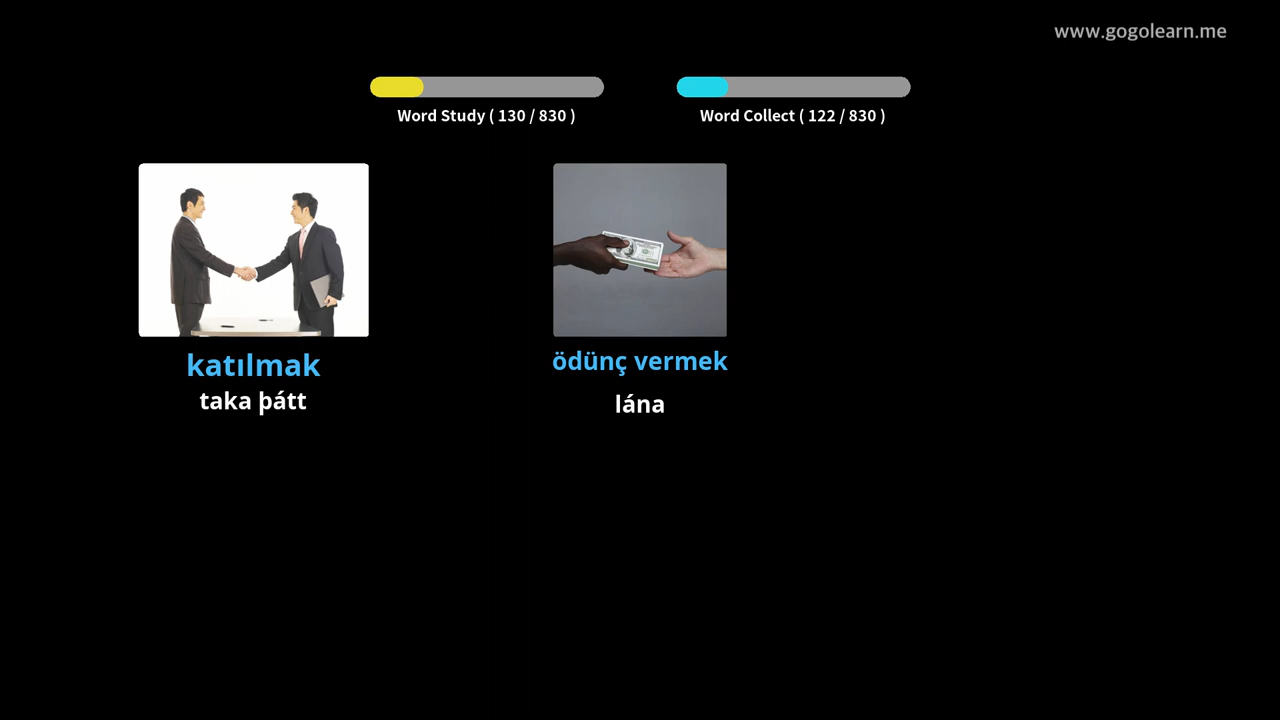 www.gogolearn.me
Word Study ( 130 / 830 )
Word Collect ( 122 / 830 )
katılmak
taka þátt
ödünç vermek
lána